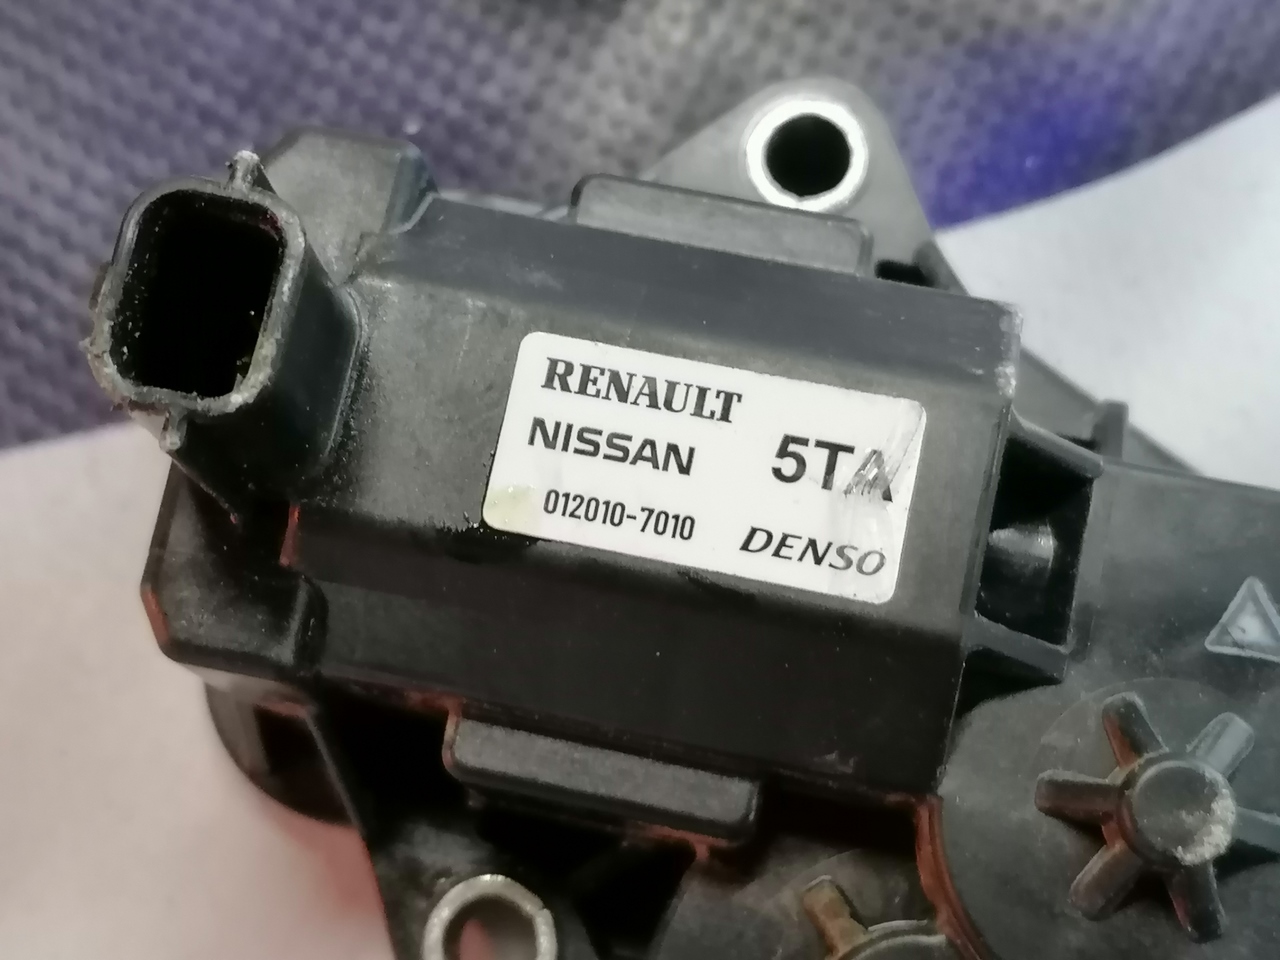 RENAULT
NISSAN 5TA
012010-7010 DENSO